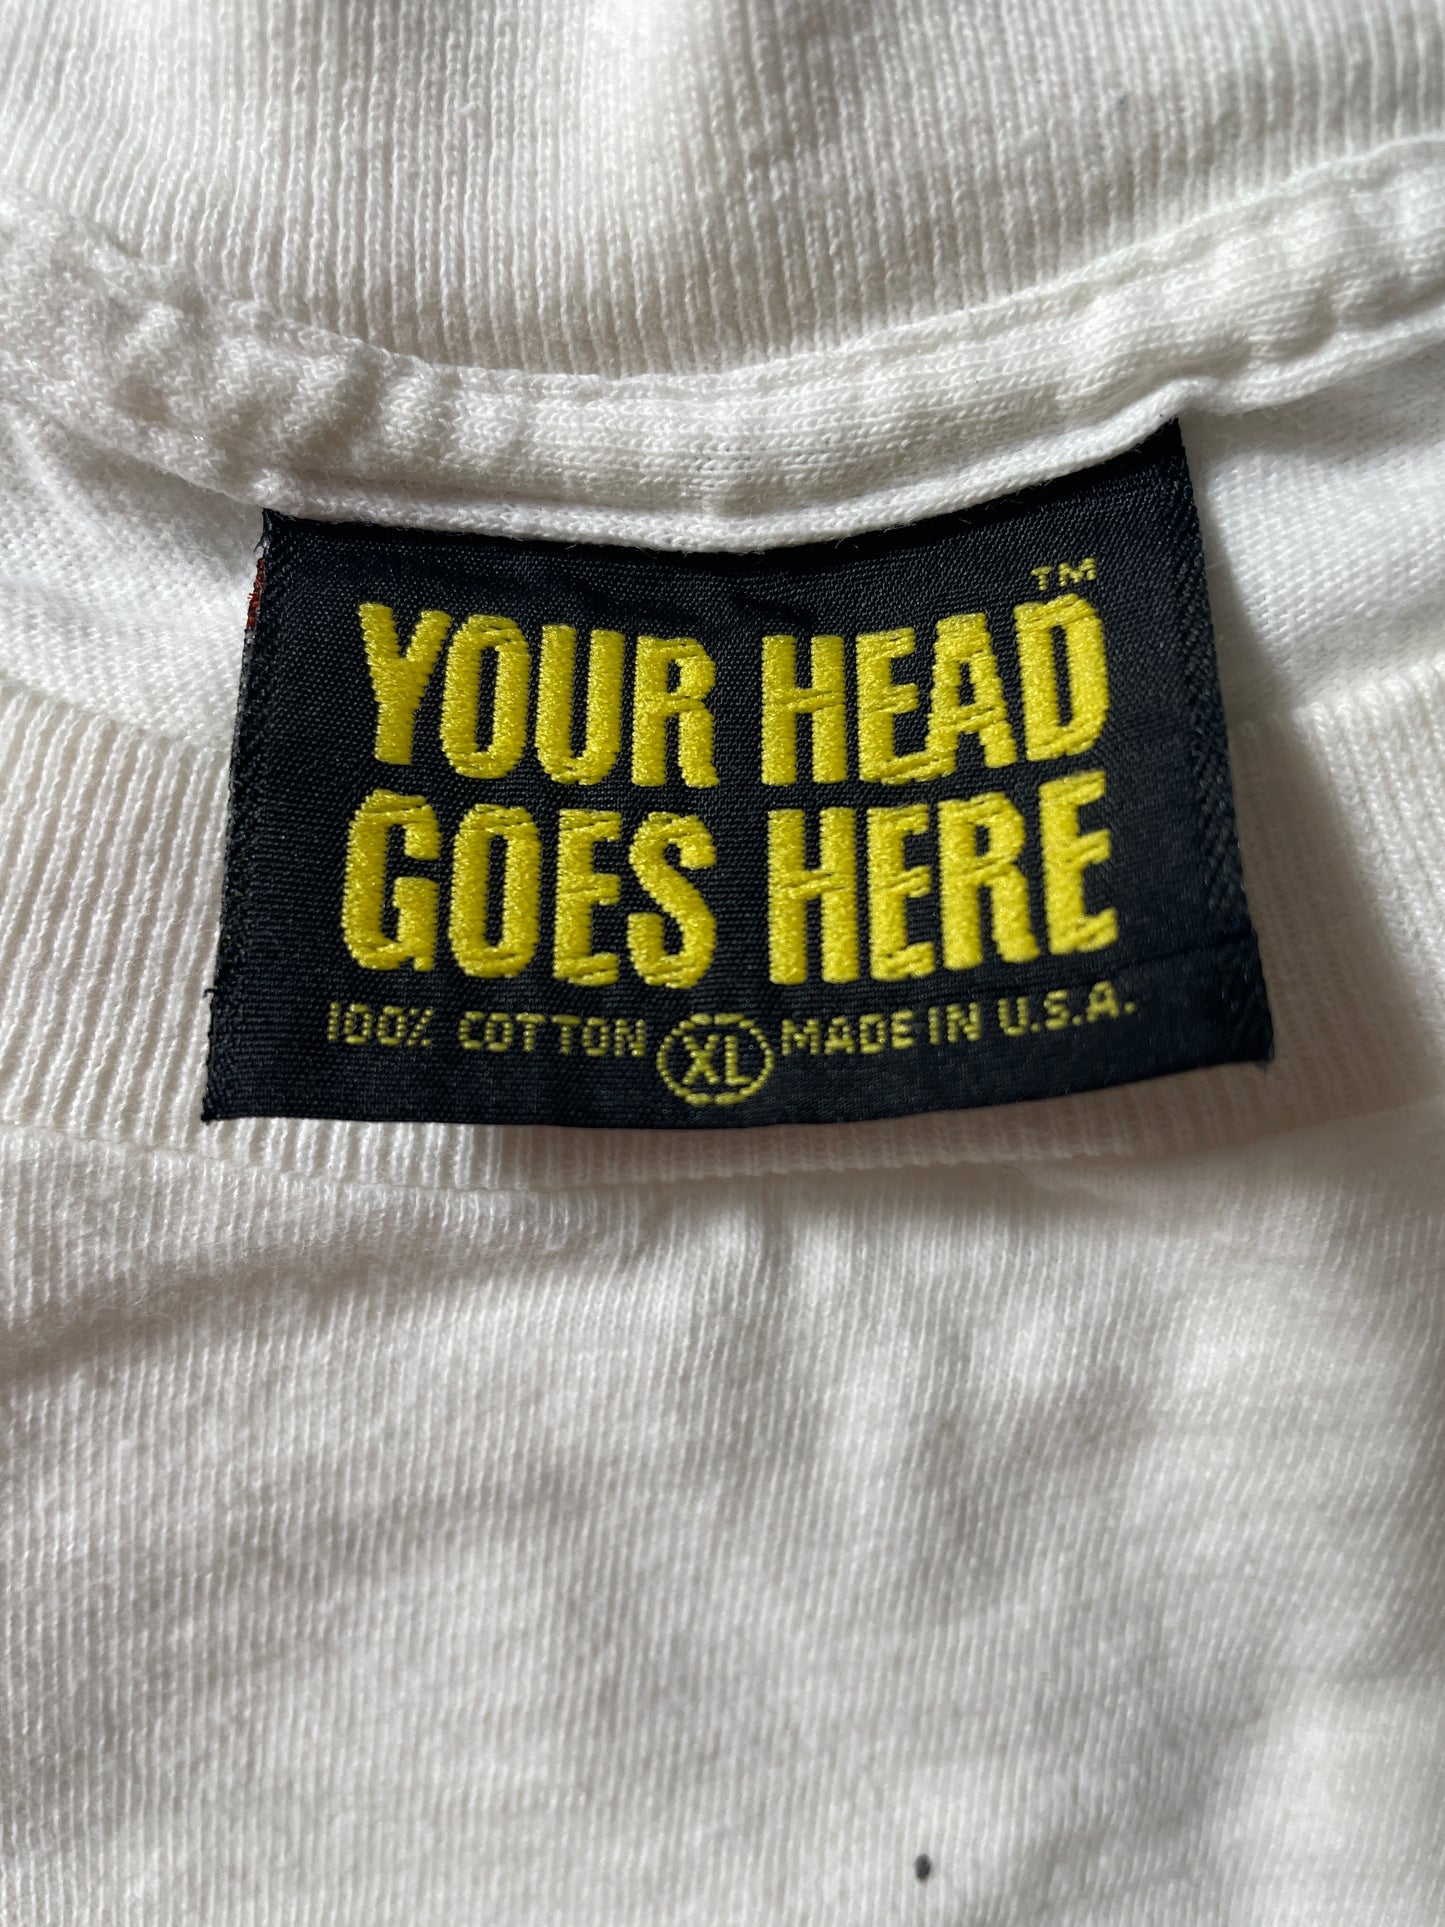 YOUR HEAD™
GOES HERE
100% COTTON XL MADE IN U.S.A.